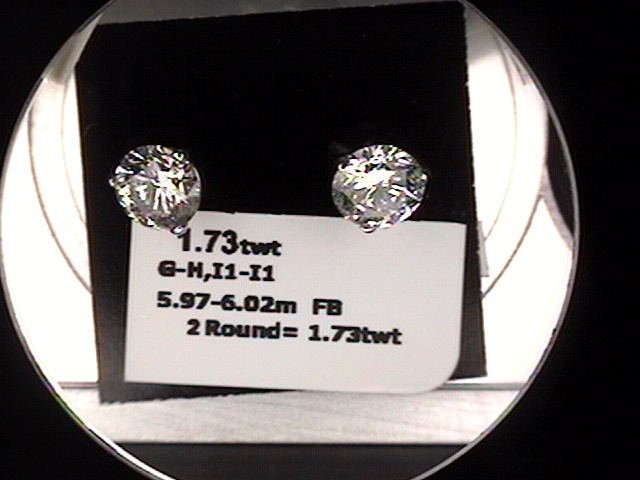 1.73twt
G-H,I1-I1
5.97-6.02m FB
2 Round= 1.73twt